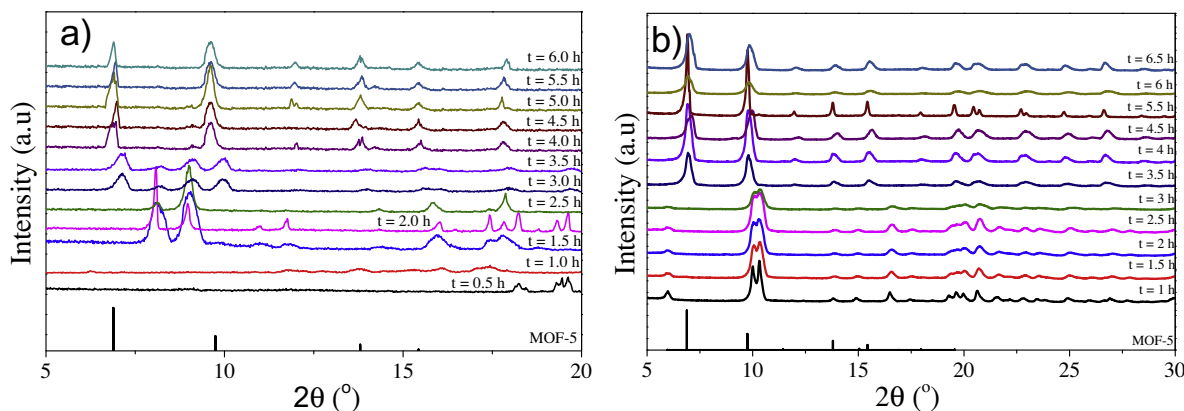 a)
Intensity (a.u)
t = 6.0 h
t = 5.5 h
t = 5.0 h
t = 4.5 h
t = 4.0 h
t = 3.5 h
t = 3.0 h
t = 2.5 h
t = 2.0 h
t = 1.5 h
t = 1.0 h
t = 0.5 h
MOF-5
5 10 15 20
2θ (°)
b)
Intensity (a.u)
t = 6.5 h
t = 6 h
t = 5.5 h
t = 4.5 h
t = 4 h
t = 3.5 h
t = 3 h
t = 2.5 h
t = 2 h
t = 1.5 h
t = 1 h
MOF-5
5 10 15 20 25 30
2θ (°)